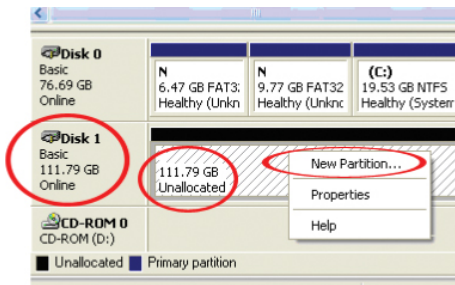 Disk 0
Basic
76.69 GB
Online
N
6.47 GB FAT3:
Healthy (Unkn
N
9.77 GB FAT32
Healthy (Unknc
(C:)
19.53 GB NTFS
Healthy (System
Disk 1
Basic
111.79 GB
Online
111.79 GB
Unallocated
New Partition...
Properties
Help
CD-ROM 0
CD-ROM (D:)
Unallocated Primary partition